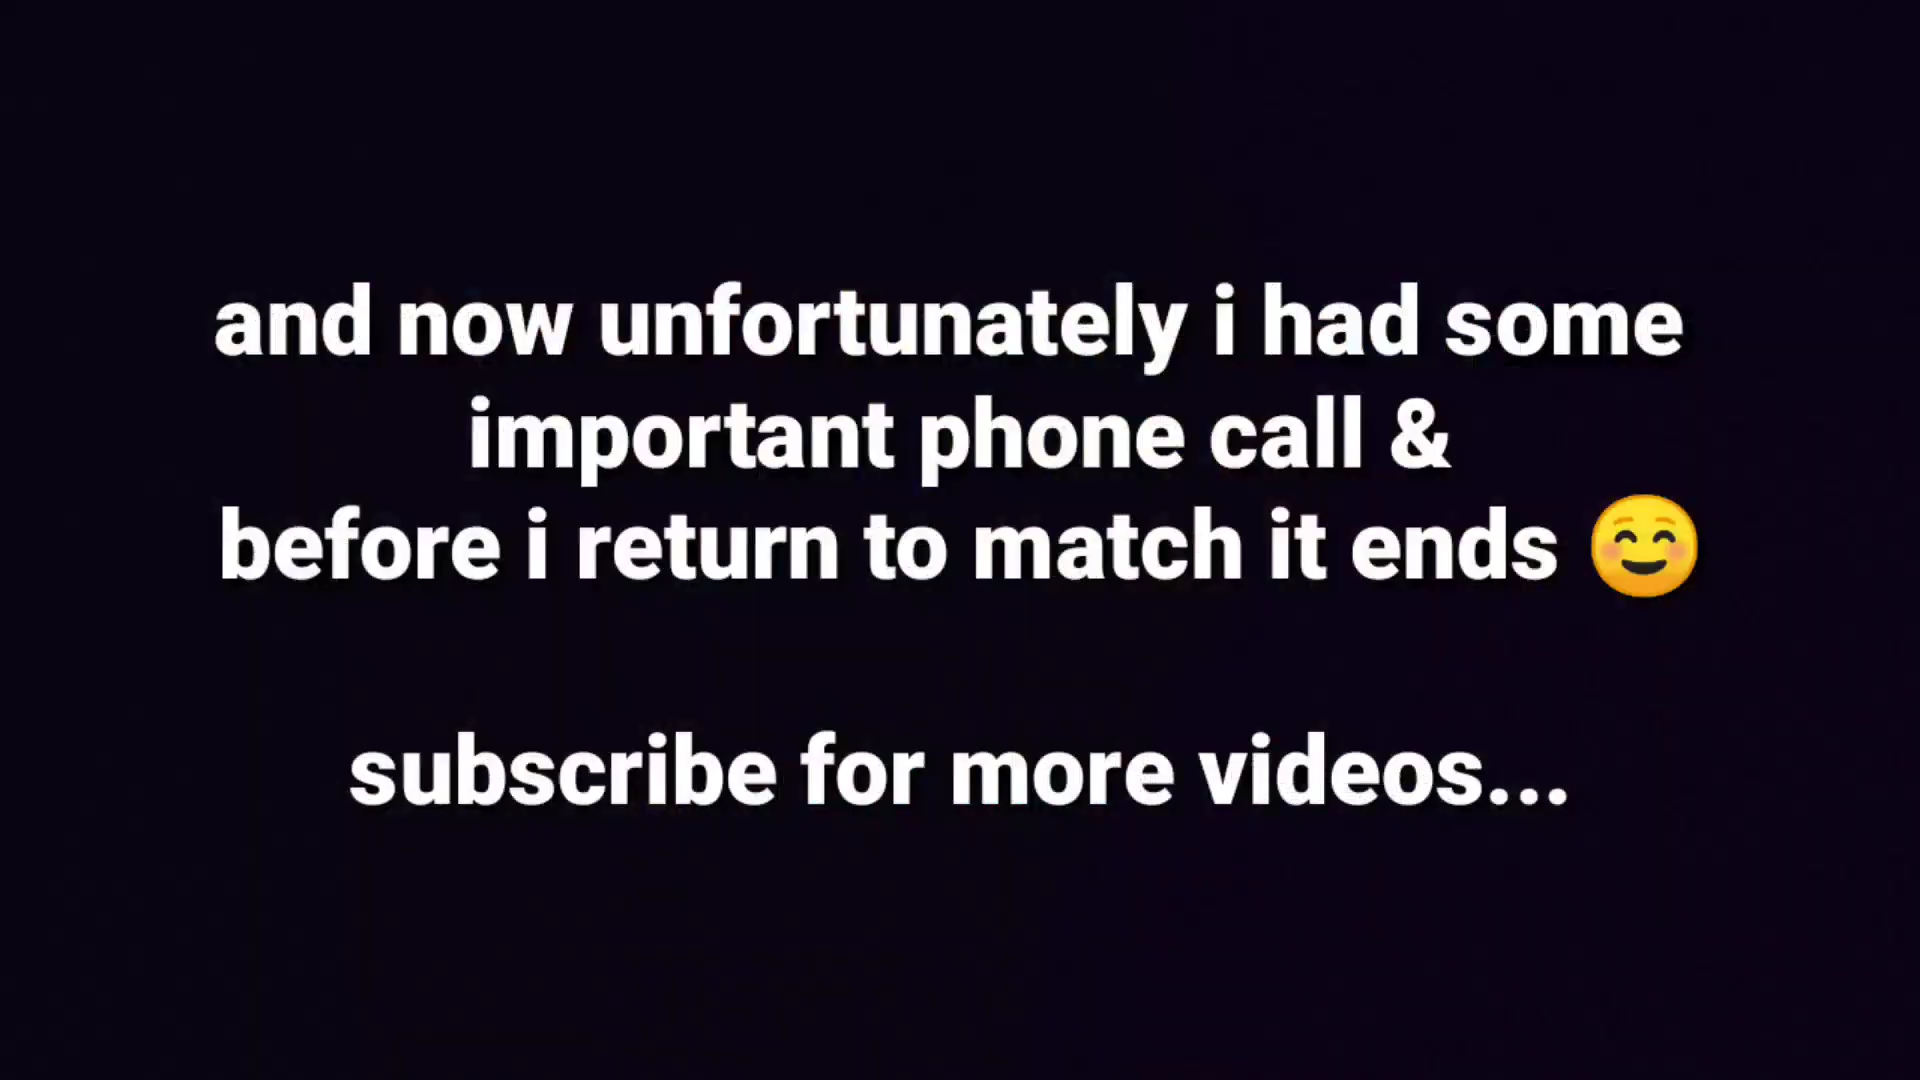 and now unfortunately i had some
important phone call &
before i return to match it ends ☺️
subscribe for more videos...